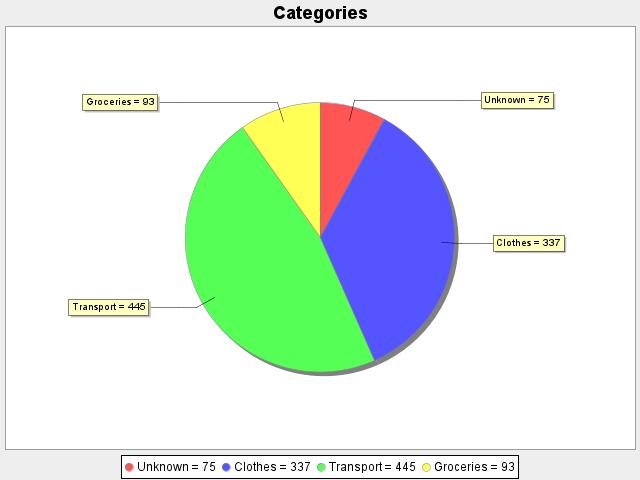 Categories
Groceries = 93
Unknown = 75
Clothes = 337
Transport = 445
Unknown = 75 Clothes = 337 Transport = 445 Groceries = 93